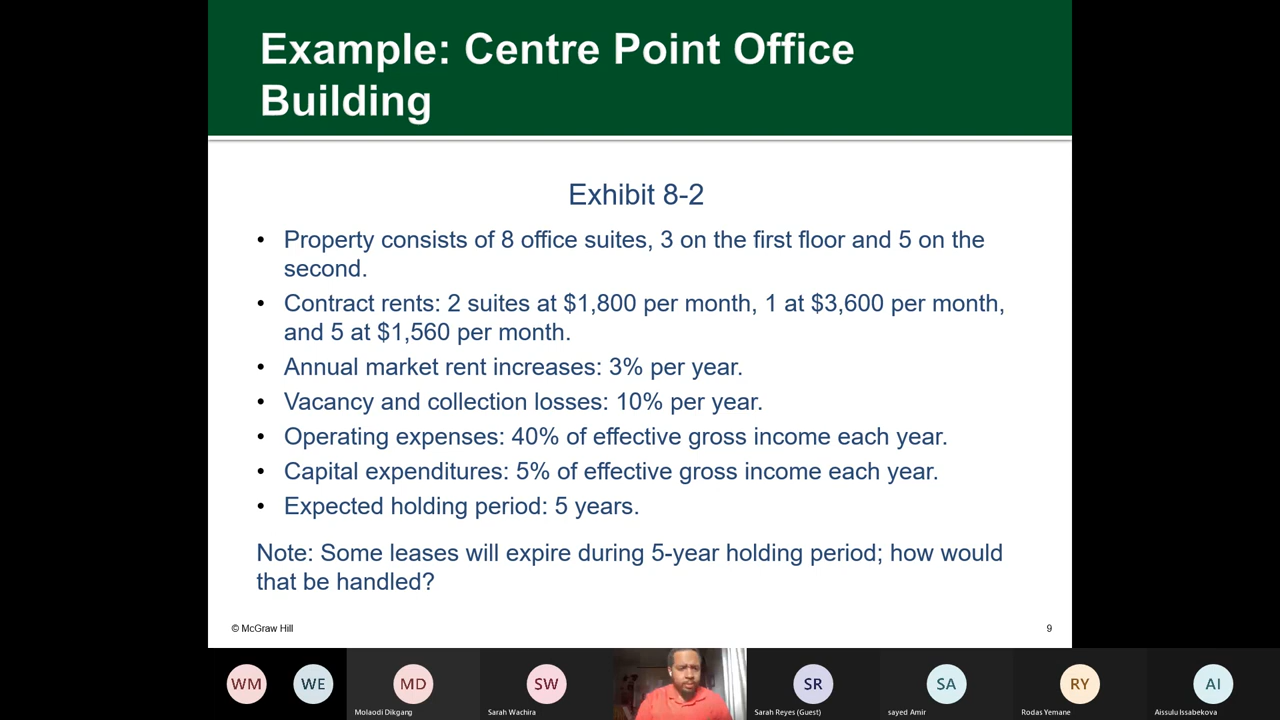 Example: Centre Point Office
Building
Exhibit 8-2
• Property consists of 8 office suites, 3 on the first floor and 5 on the
second.
• Contract rents: 2 suites at $1,800 per month, 1 at $3,600 per month,
and 5 at $1,560 per month.
• Annual market rent increases: 3% per year.
• Vacancy and collection losses: 10% per year.
• Operating expenses: 40% of effective gross income each year.
• Capital expenditures: 5% of effective gross income each year.
• Expected holding period: 5 years.
Note: Some leases will expire during 5-year holding period; how would
that be handled?
© McGraw Hill
9
WM
WE
MD
SW
SR
SA
RY
AI
Molaodi Dikgang
Sarah Wachira
Sarah Reyes (Guest)
sayed Amir
Rodas Yemane
Aissulu Issabekova